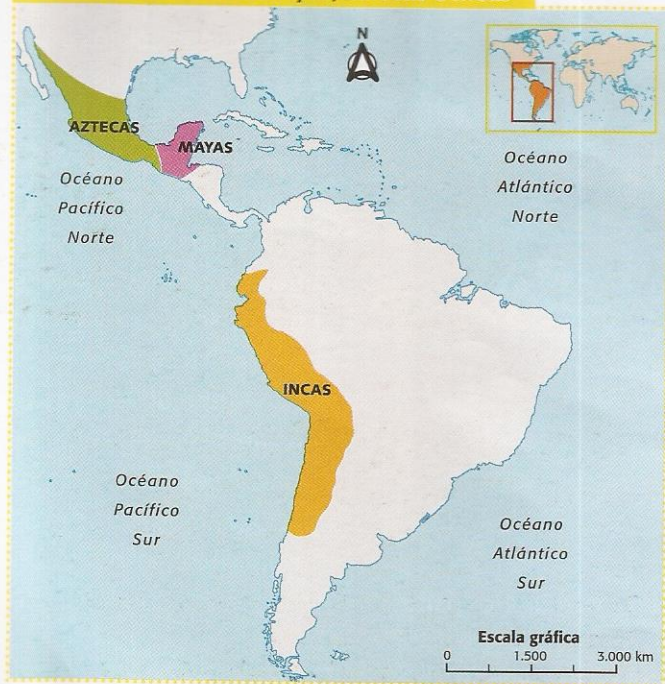 N
AZTECAS
MAYAS
Océano
Pacífico
Norte
Océano
Atlántico
Norte
INCAS
Océano
Pacífico
Sur
Océano
Atlántico
Sur
Escala gráfica
0 1.500 3.000 km